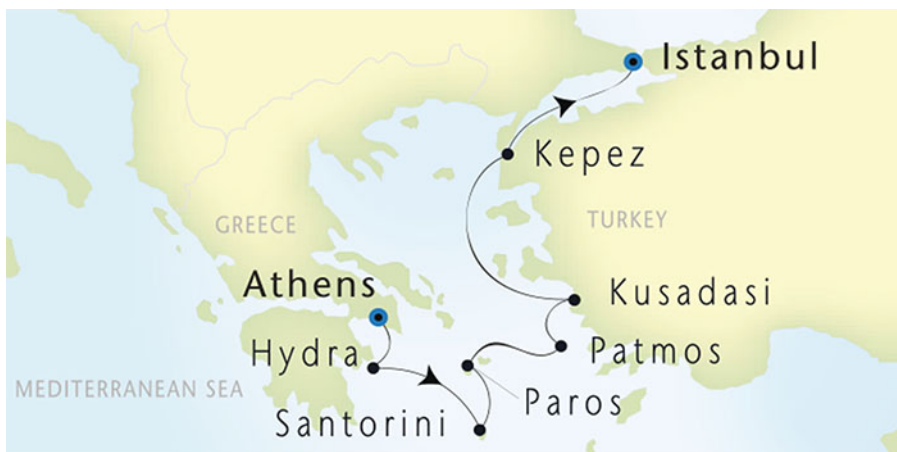 Istanbul
Kepez
GREECE
TURKEY
Athens
Kusadasi
Hydra
Patmos
MEDITERRANEAN SEA
Paros
Santorini